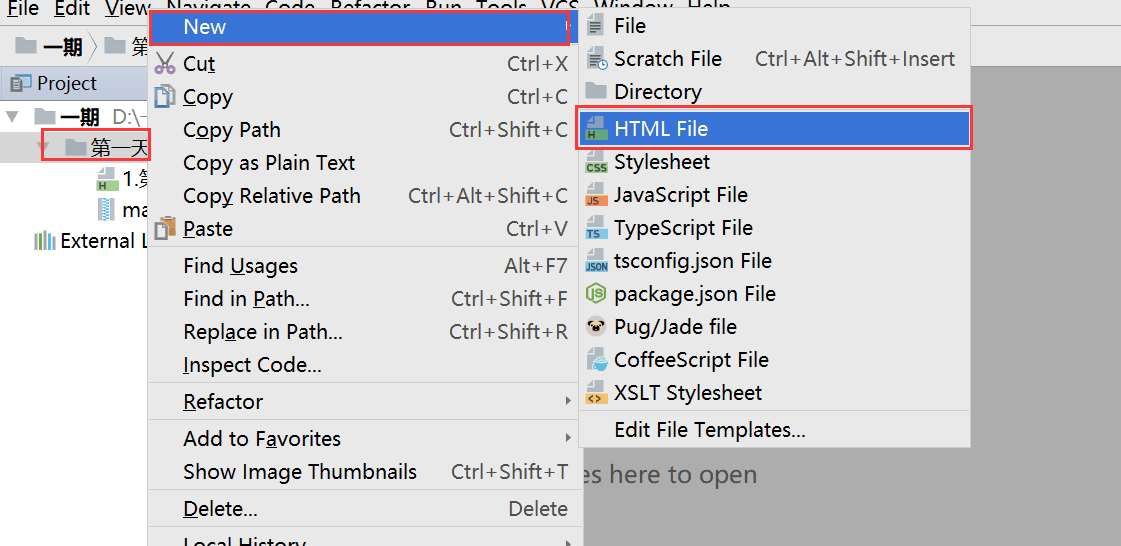 File Edit View Navigate Code Refactor Run Tools VCS Window Help
一期
Project
一期 D:\
第一天
1.
External
New
Cut Ctrl+X
Copy Ctrl+C
Copy Path Ctrl+Shift+C
Copy as Plain Text
Copy Relative Path Ctrl+Alt+Shift+C
Paste Ctrl+V
Find Usages Alt+F7
Find in Path... Ctrl+Shift+F
Replace in Path... Ctrl+Shift+R
Inspect Code...
Refactor
Add to Favorites
Show Image Thumbnails Ctrl+Shift+T
Delete... Delete
Local History
File
Scratch File Ctrl+Alt+Shift+Insert
Directory
HTML File
Stylesheet
JavaScript File
TypeScript File
tsconfig.json File
package.json File
Pug/Jade file
CoffeeScript File
XSLT Stylesheet
Edit File Templates...
here to open